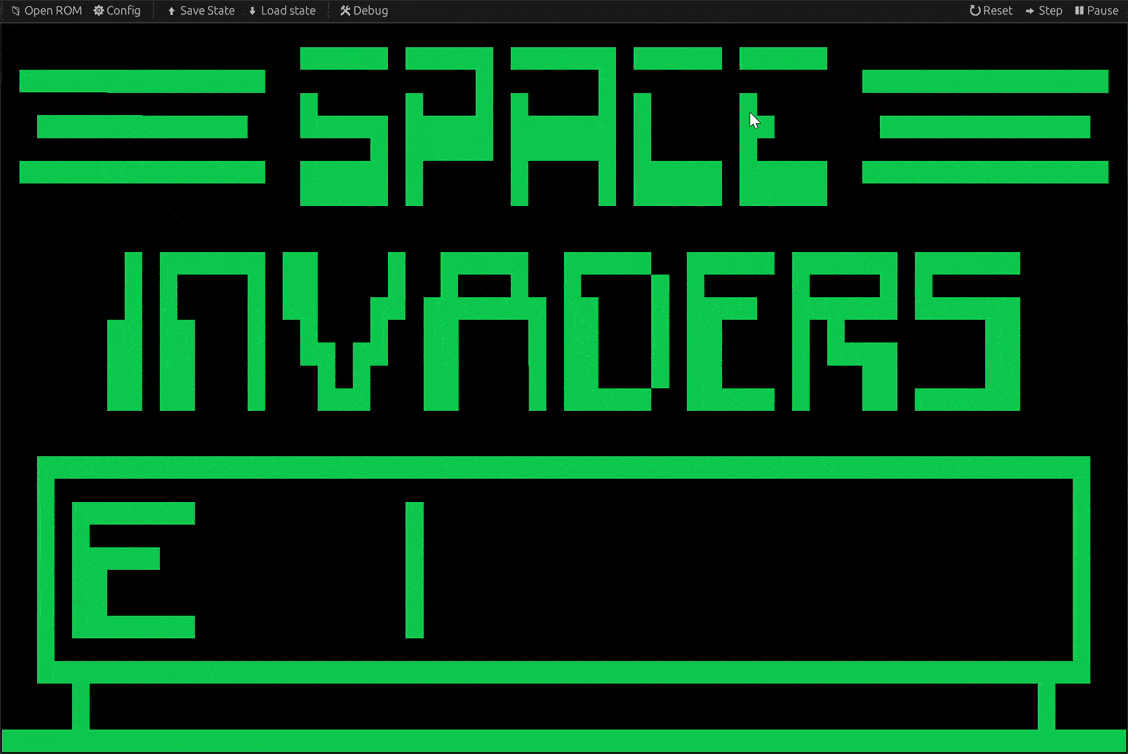 Open ROM Config Save State Load state Debug Reset Step Pause
SPACE
INVADERS
E I